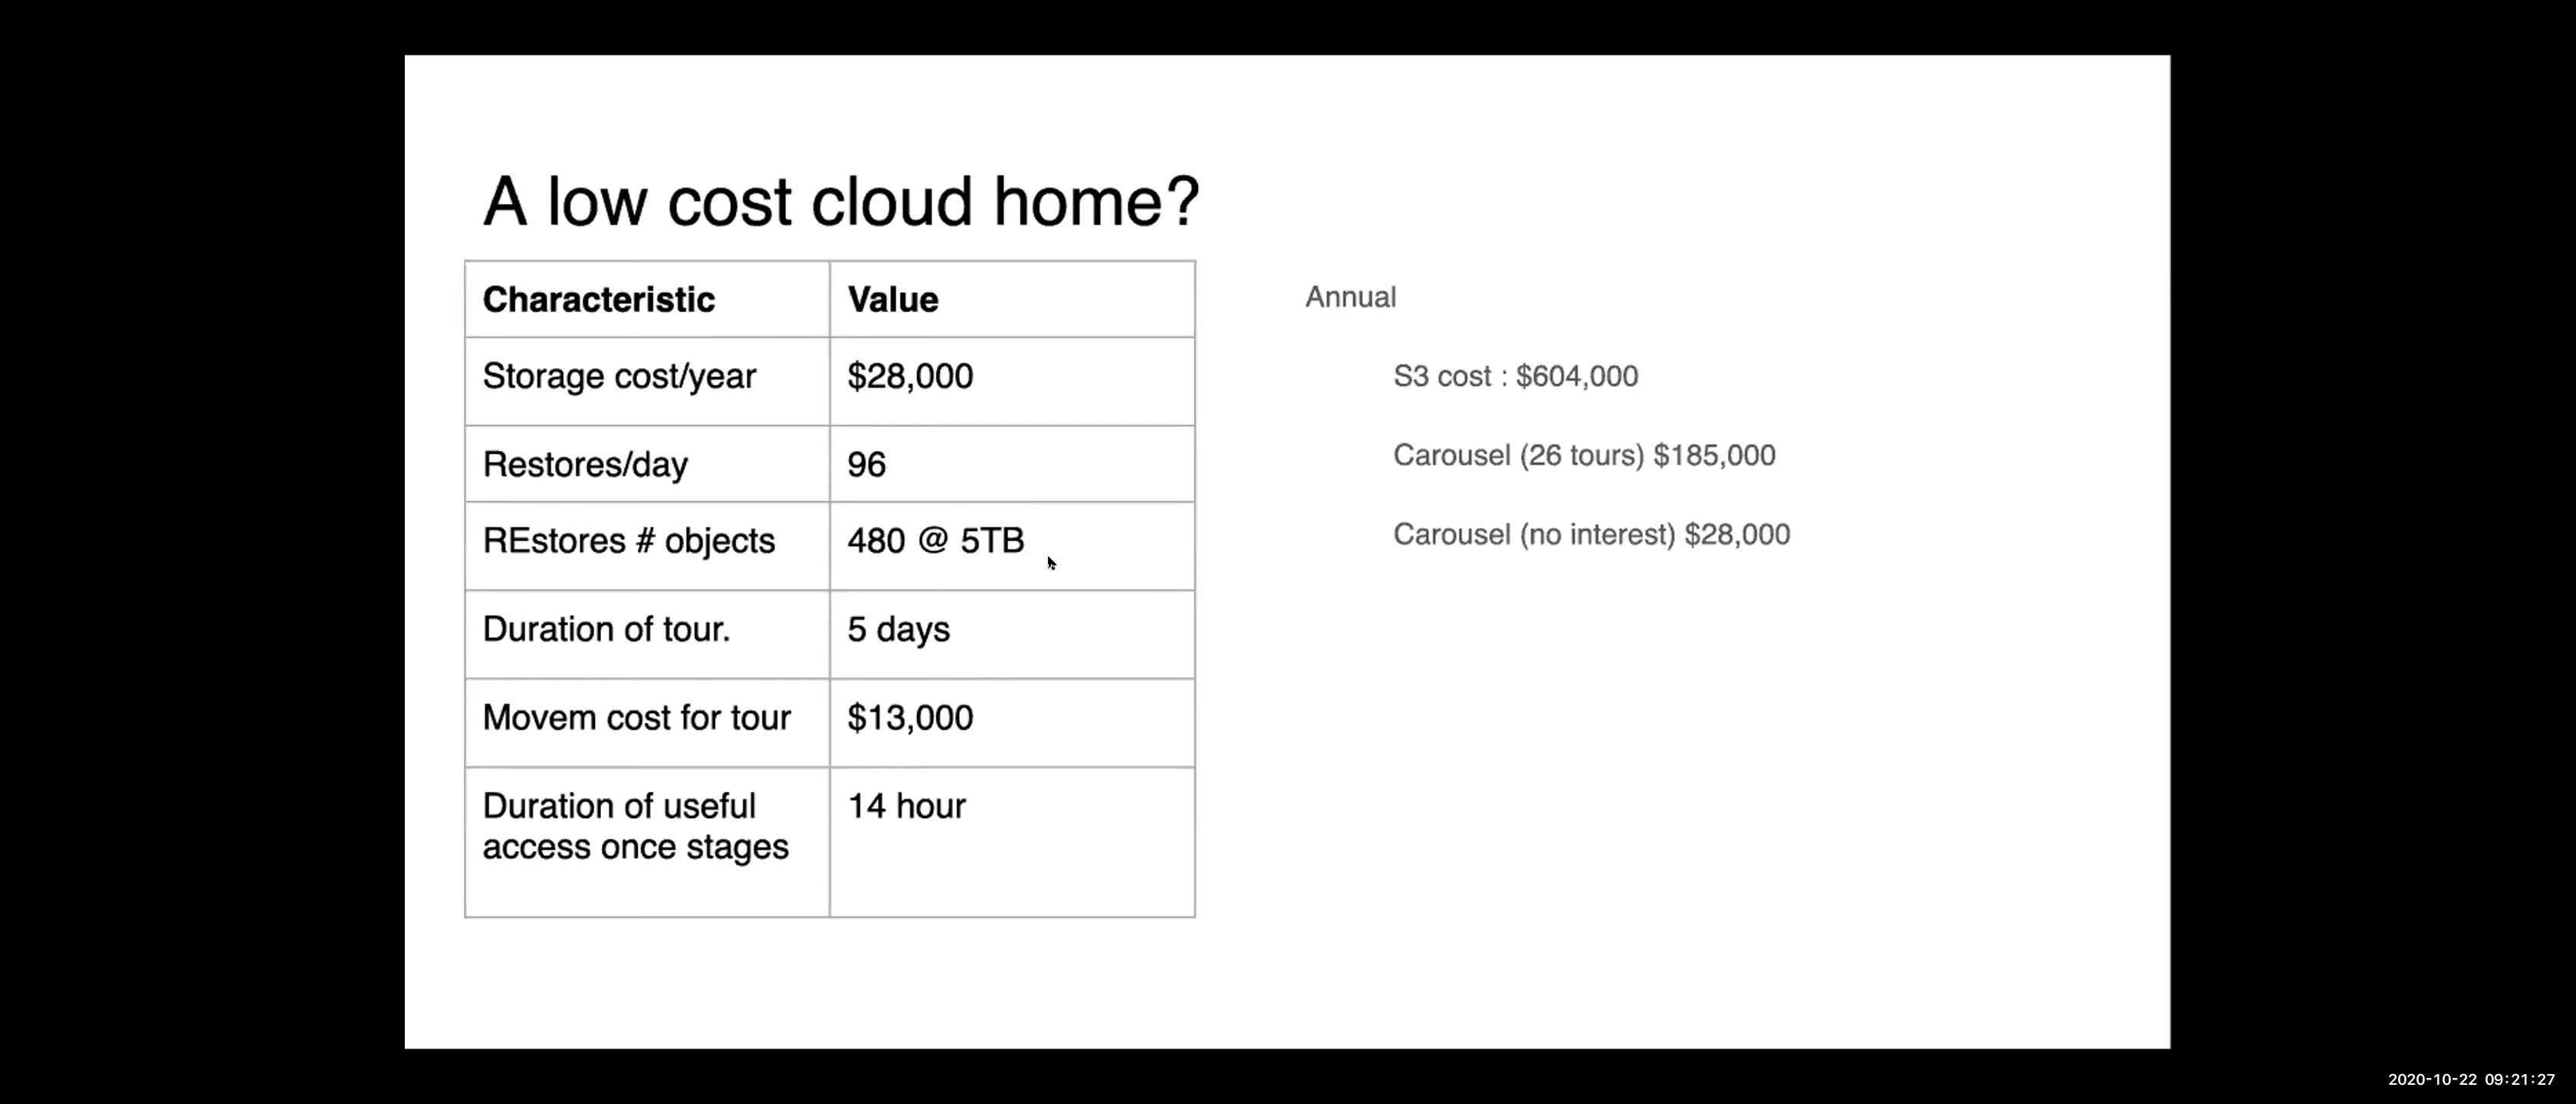 A low cost cloud home?
Characteristic Value
Storage cost/year $28,000
Restores/day 96
REstores # objects 480 @ 5TB
Duration of tour. 5 days
Movem cost for tour $13,000
Duration of useful 14 hour
access once stages
Annual
S3 cost : $604,000
Carousel (26 tours) $185,000
Carousel (no interest) $28,000
2020-10-22 09:21:27